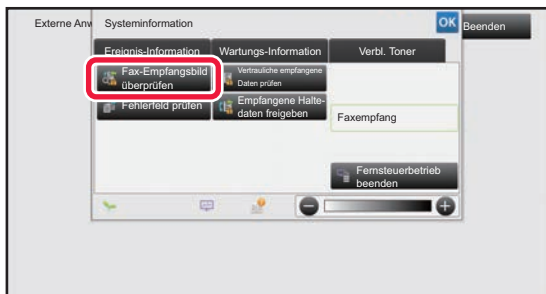 Externe Anw
Systeminformation
OK
Beenden
Ereignis-Information
Wartungs-Information
Verbl. Toner
Fax-Empfangsbild
überprüfen
Vertrauliche empfangene
Daten prüfen
Fehlerfeld prüfen
Empfangene Halte-
daten freigeben
Faxempfang
Fernsteuerbetrieb
beenden